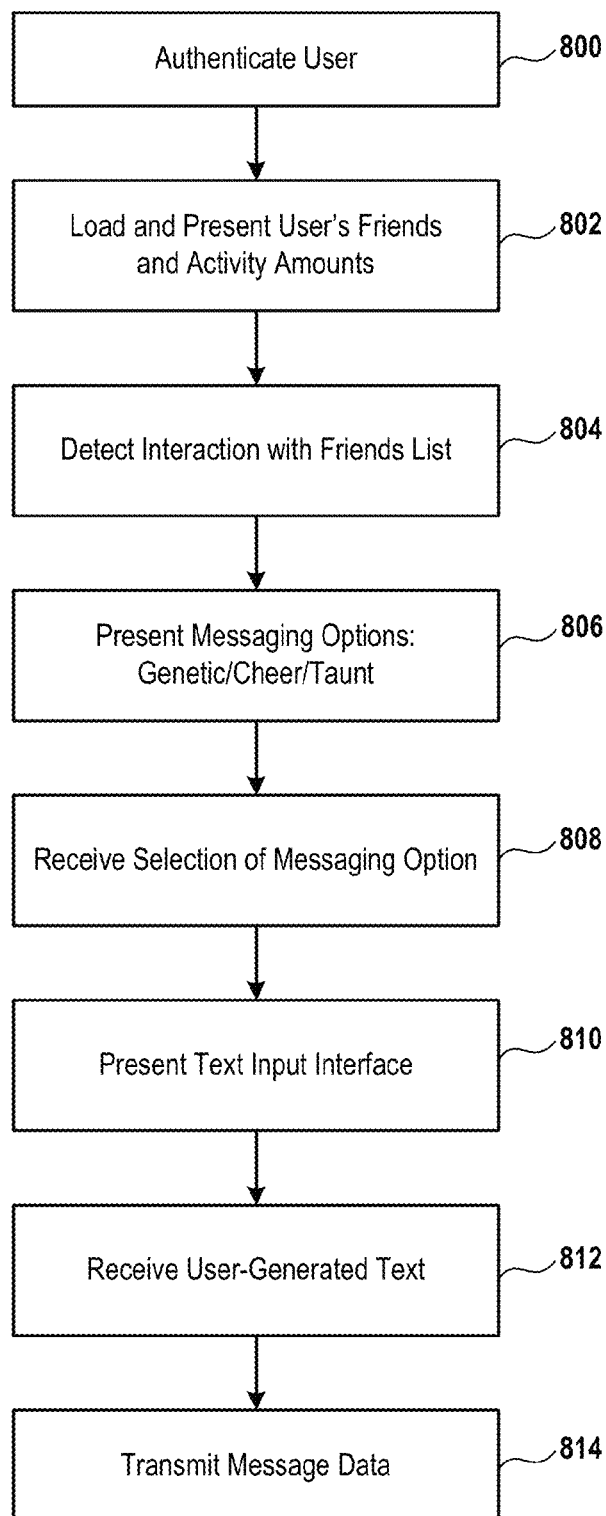 Authenticate User
800
Load and Present User's Friends
and Activity Amounts
802
Detect Interaction with Friends List
804
Present Messaging Options:
Genetic/Cheer/Taunt
806
Receive Selection of Messaging Option
808
Present Text Input Interface
810
Receive User-Generated Text
812
Transmit Message Data
814